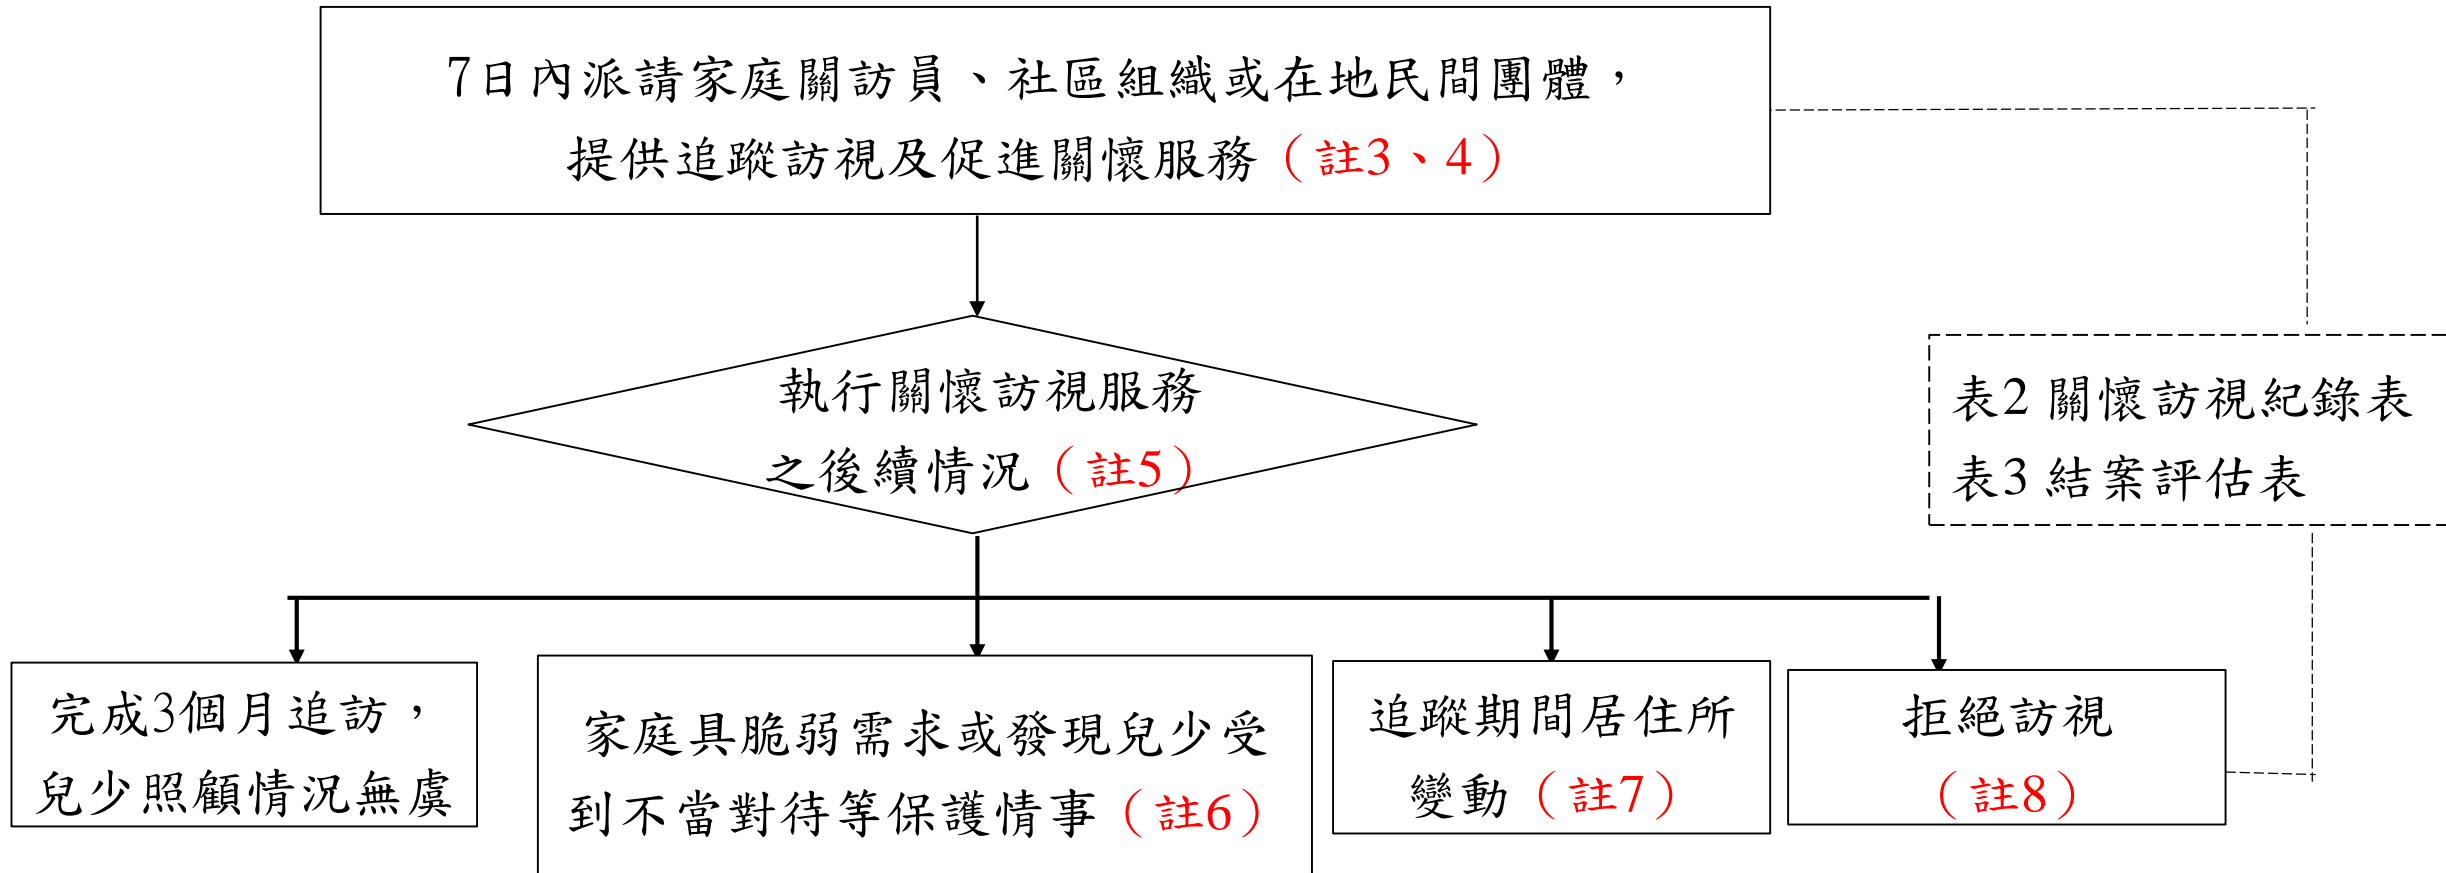 7日內派請家庭關訪員、社區組織或在地民間團體，
提供追蹤訪視及促進關懷服務（註3、4）
執行關懷訪視服務
之後續情況（註5）
表2 關懷訪視紀錄表
表3 結案評估表
完成3個月追訪，
兒少照顧情況無虞
家庭具脆弱需求或發現兒少受
到不當對待等保護情事（註6）
追蹤期間居住所
變動（註7）
拒絕訪視
（註8）